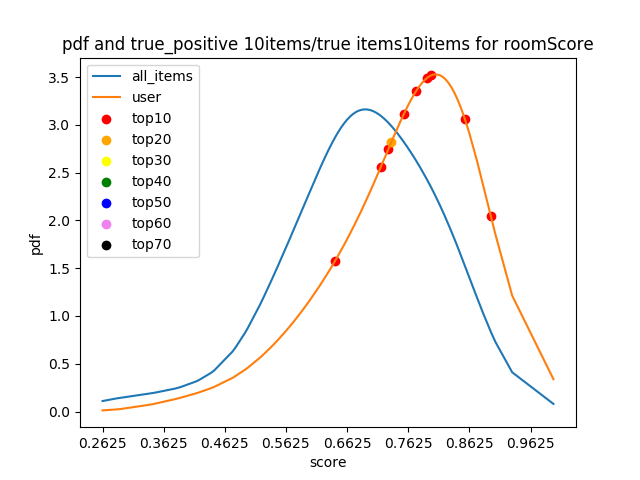 pdf and true_positive 10items/true items10items for roomScore
all_items
user
top10
top20
top30
top40
top50
top60
top70
pdf
3.5
3.0
2.5
2.0
1.5
1.0
0.5
0.0
0.2625 0.3625 0.4625 0.5625 0.6625 0.7625 0.8625 0.9625
score